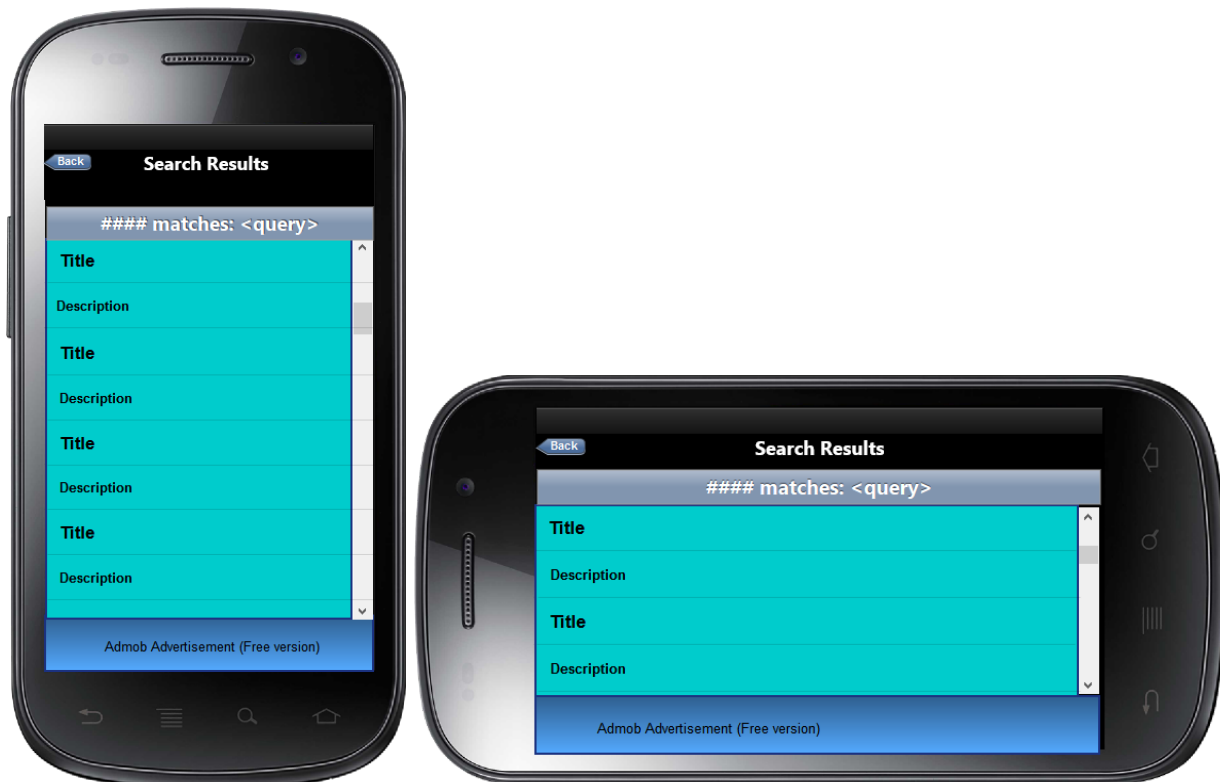 Back
Search Results
#### matches: <query>
Title
Description
Title
Description
Title
Description
Title
Description
Admob Advertisement (Free version)
Back
Search Results
#### matches: <query>
Title
Description
Title
Description
Admob Advertisement (Free version)